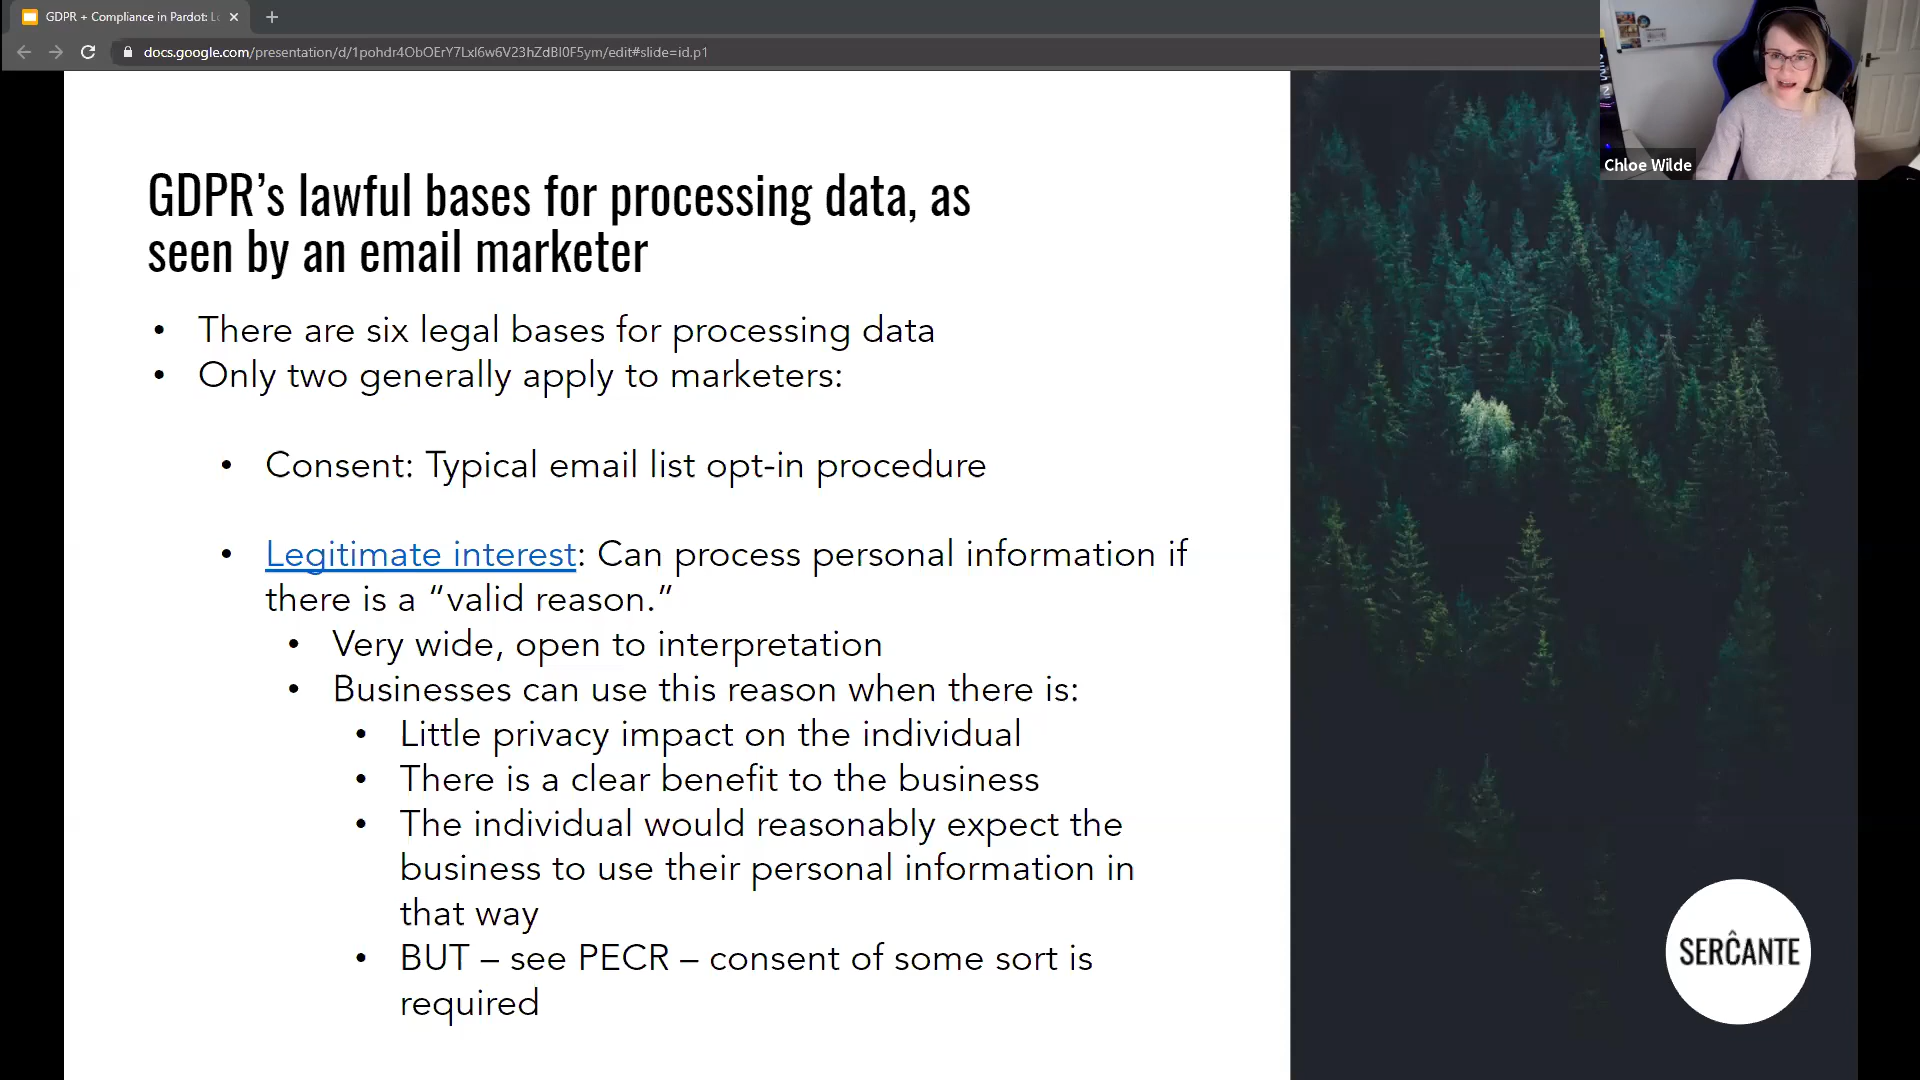 GDPR + Compliance in Pardot: Lo
docs.google.com/presentation/d/1pohdr4ObOErY7LxI6w6V23hZdBI0F5ym/edit#slide=id.p1
Chloe Wilde
GDPR’s lawful bases for processing data, as
seen by an email marketer
• There are six legal bases for processing data
• Only two generally apply to marketers:
• Consent: Typical email list opt-in procedure
• Legitimate interest: Can process personal information if
there is a “valid reason.”
• Very wide, open to interpretation
• Businesses can use this reason when there is:
• Little privacy impact on the individual
• There is a clear benefit to the business
• The individual would reasonably expect the
business to use their personal information in
that way
• BUT – see PECR – consent of some sort is
required
SERĈANTE